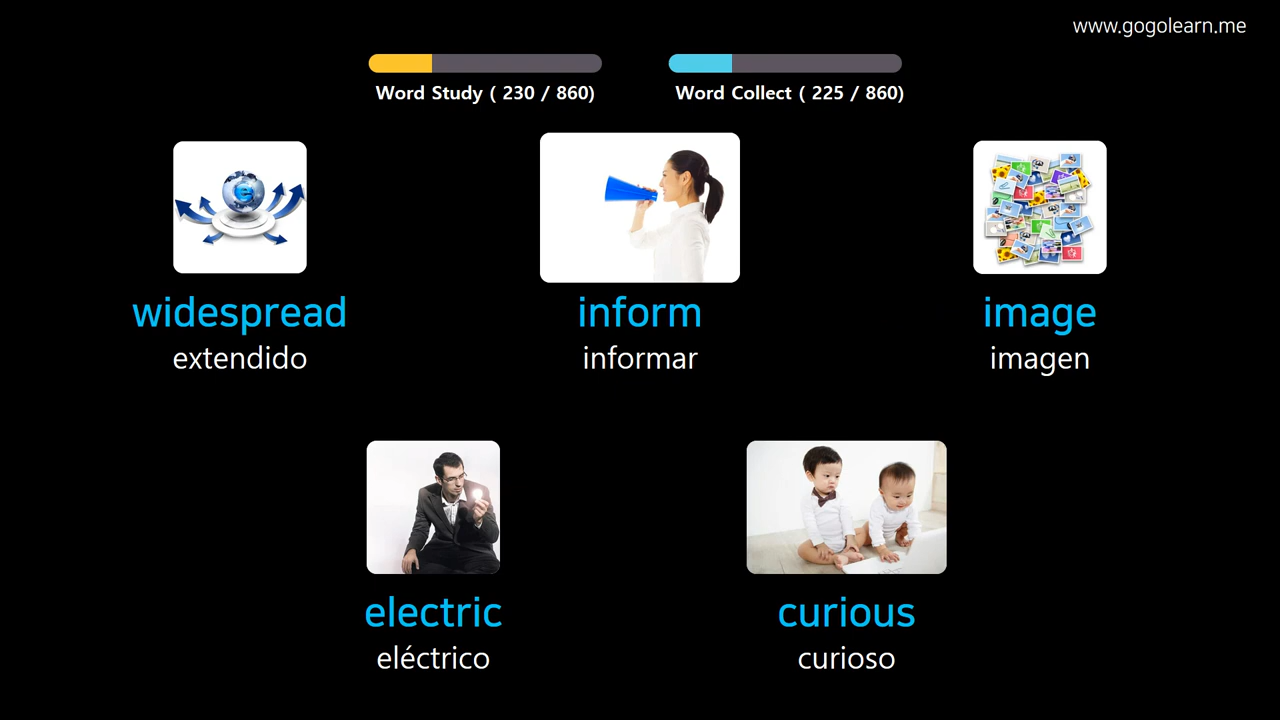 www.gogolearn.me
Word Study ( 230 / 860)
Word Collect ( 225 / 860)
e
widespread
extendido
inform
informar
image
imagen
electric
eléctrico
curious
curioso